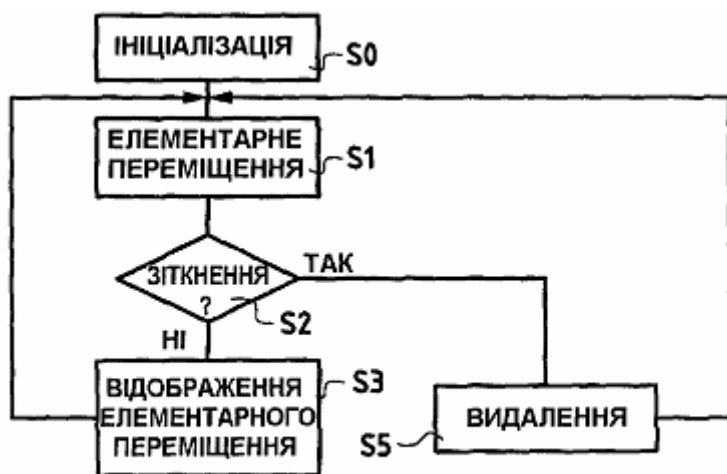 ІНІЦІАЛІЗАЦІЯ
S0
ЕЛЕМЕНТАРНЕ
ПЕРЕМІЩЕННЯ
S1
ЗІТКНЕННЯ
?
S2
ТАК
НІ
ВІДОБРАЖЕННЯ
ЕЛЕМЕНТАРНОГО
ПЕРЕМІЩЕННЯ
S3
ВИДАЛЕННЯ
S5